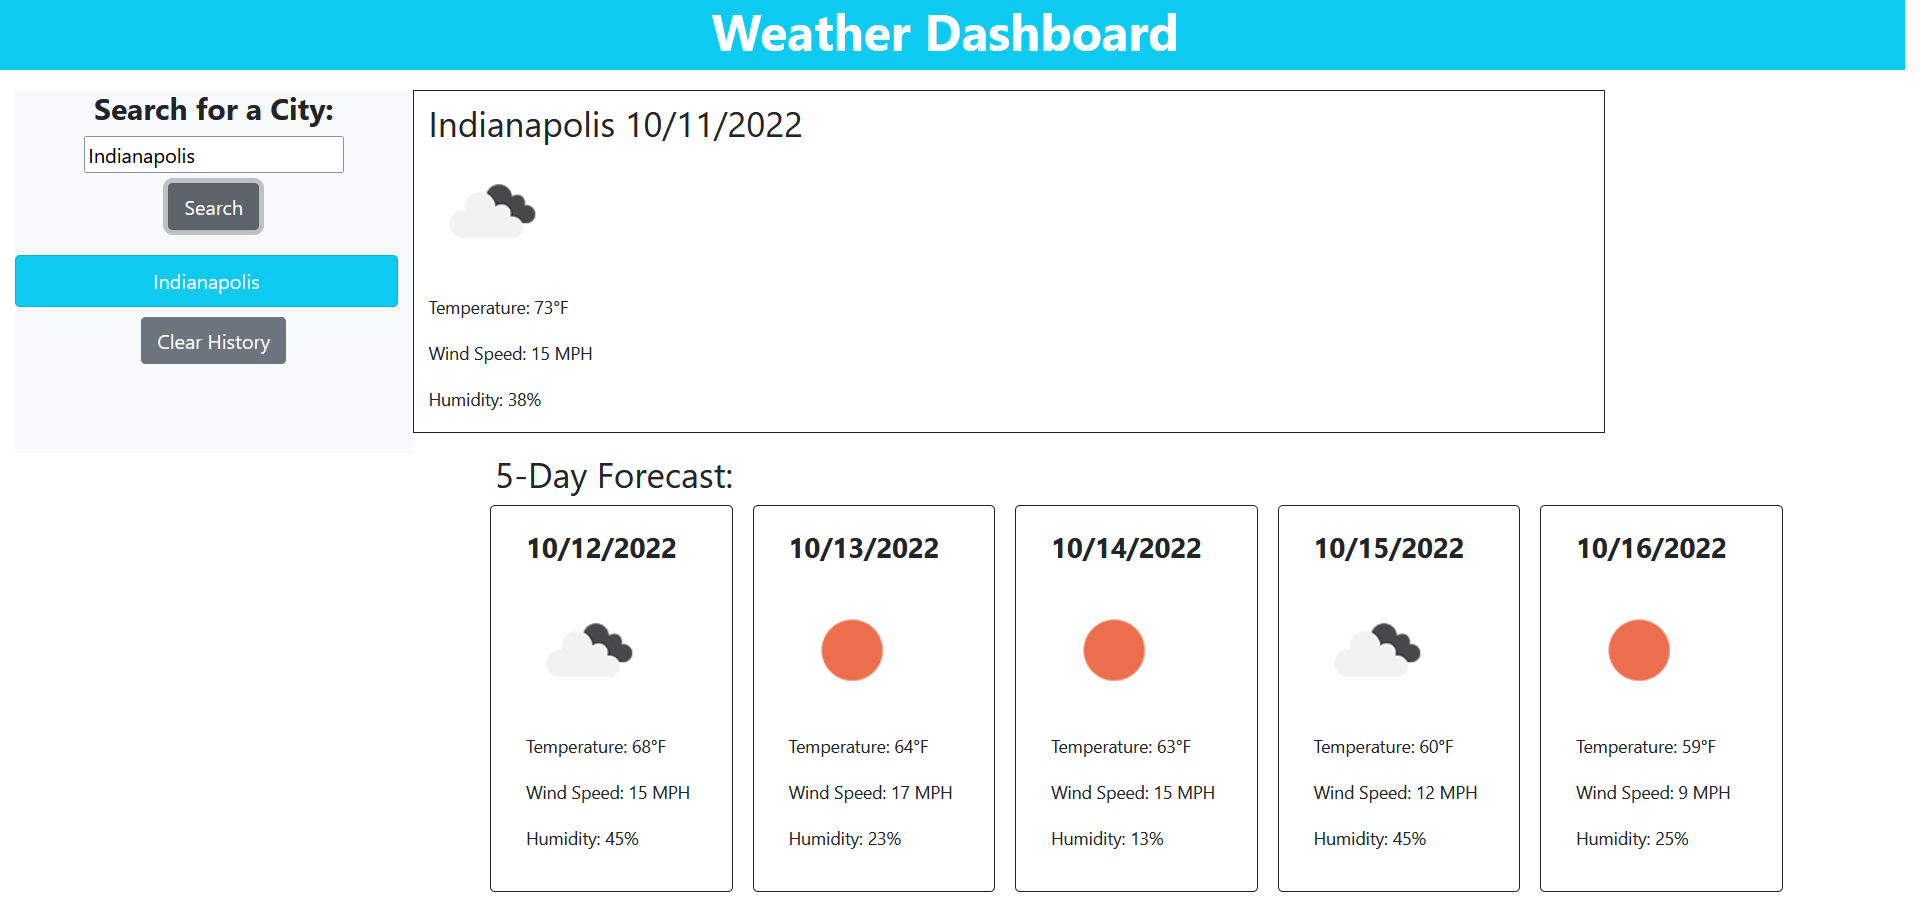 Weather Dashboard
Search for a City:
Indianapolis
Search
Indianapolis
Clear History
Indianapolis 10/11/2022
Temperature: 73°F
Wind Speed: 15 MPH
Humidity: 38%
5-Day Forecast:
10/12/2022
Temperature: 68°F
Wind Speed: 15 MPH
Humidity: 45%
10/13/2022
Temperature: 64°F
Wind Speed: 17 MPH
Humidity: 23%
10/14/2022
Temperature: 63°F
Wind Speed: 15 MPH
Humidity: 13%
10/15/2022
Temperature: 60°F
Wind Speed: 12 MPH
Humidity: 45%
10/16/2022
Temperature: 59°F
Wind Speed: 9 MPH
Humidity: 25%